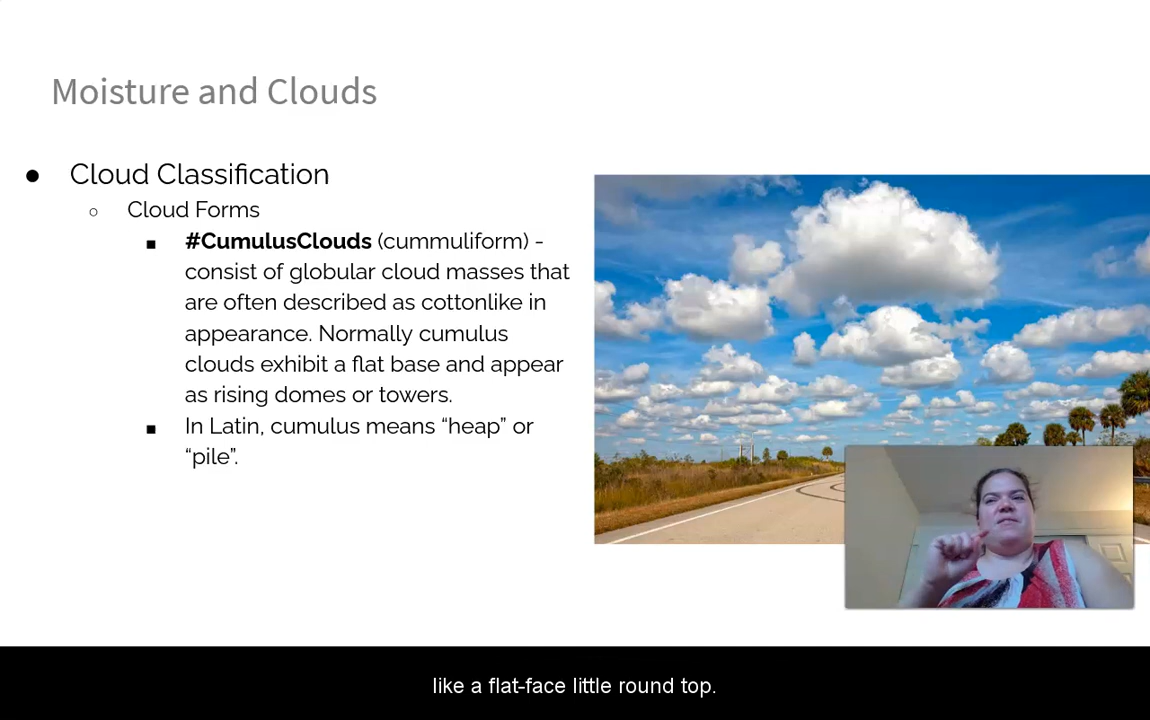 Moisture and Clouds
● Cloud Classification
○ Cloud Forms
■ #CumulusClouds (cummuliform) -
consist of globular cloud masses that
are often described as cottonlike in
appearance. Normally cumulus
clouds exhibit a flat base and appear
as rising domes or towers.
■ In Latin, cumulus means “heap” or
“pile”.
like a flat-face little round top.